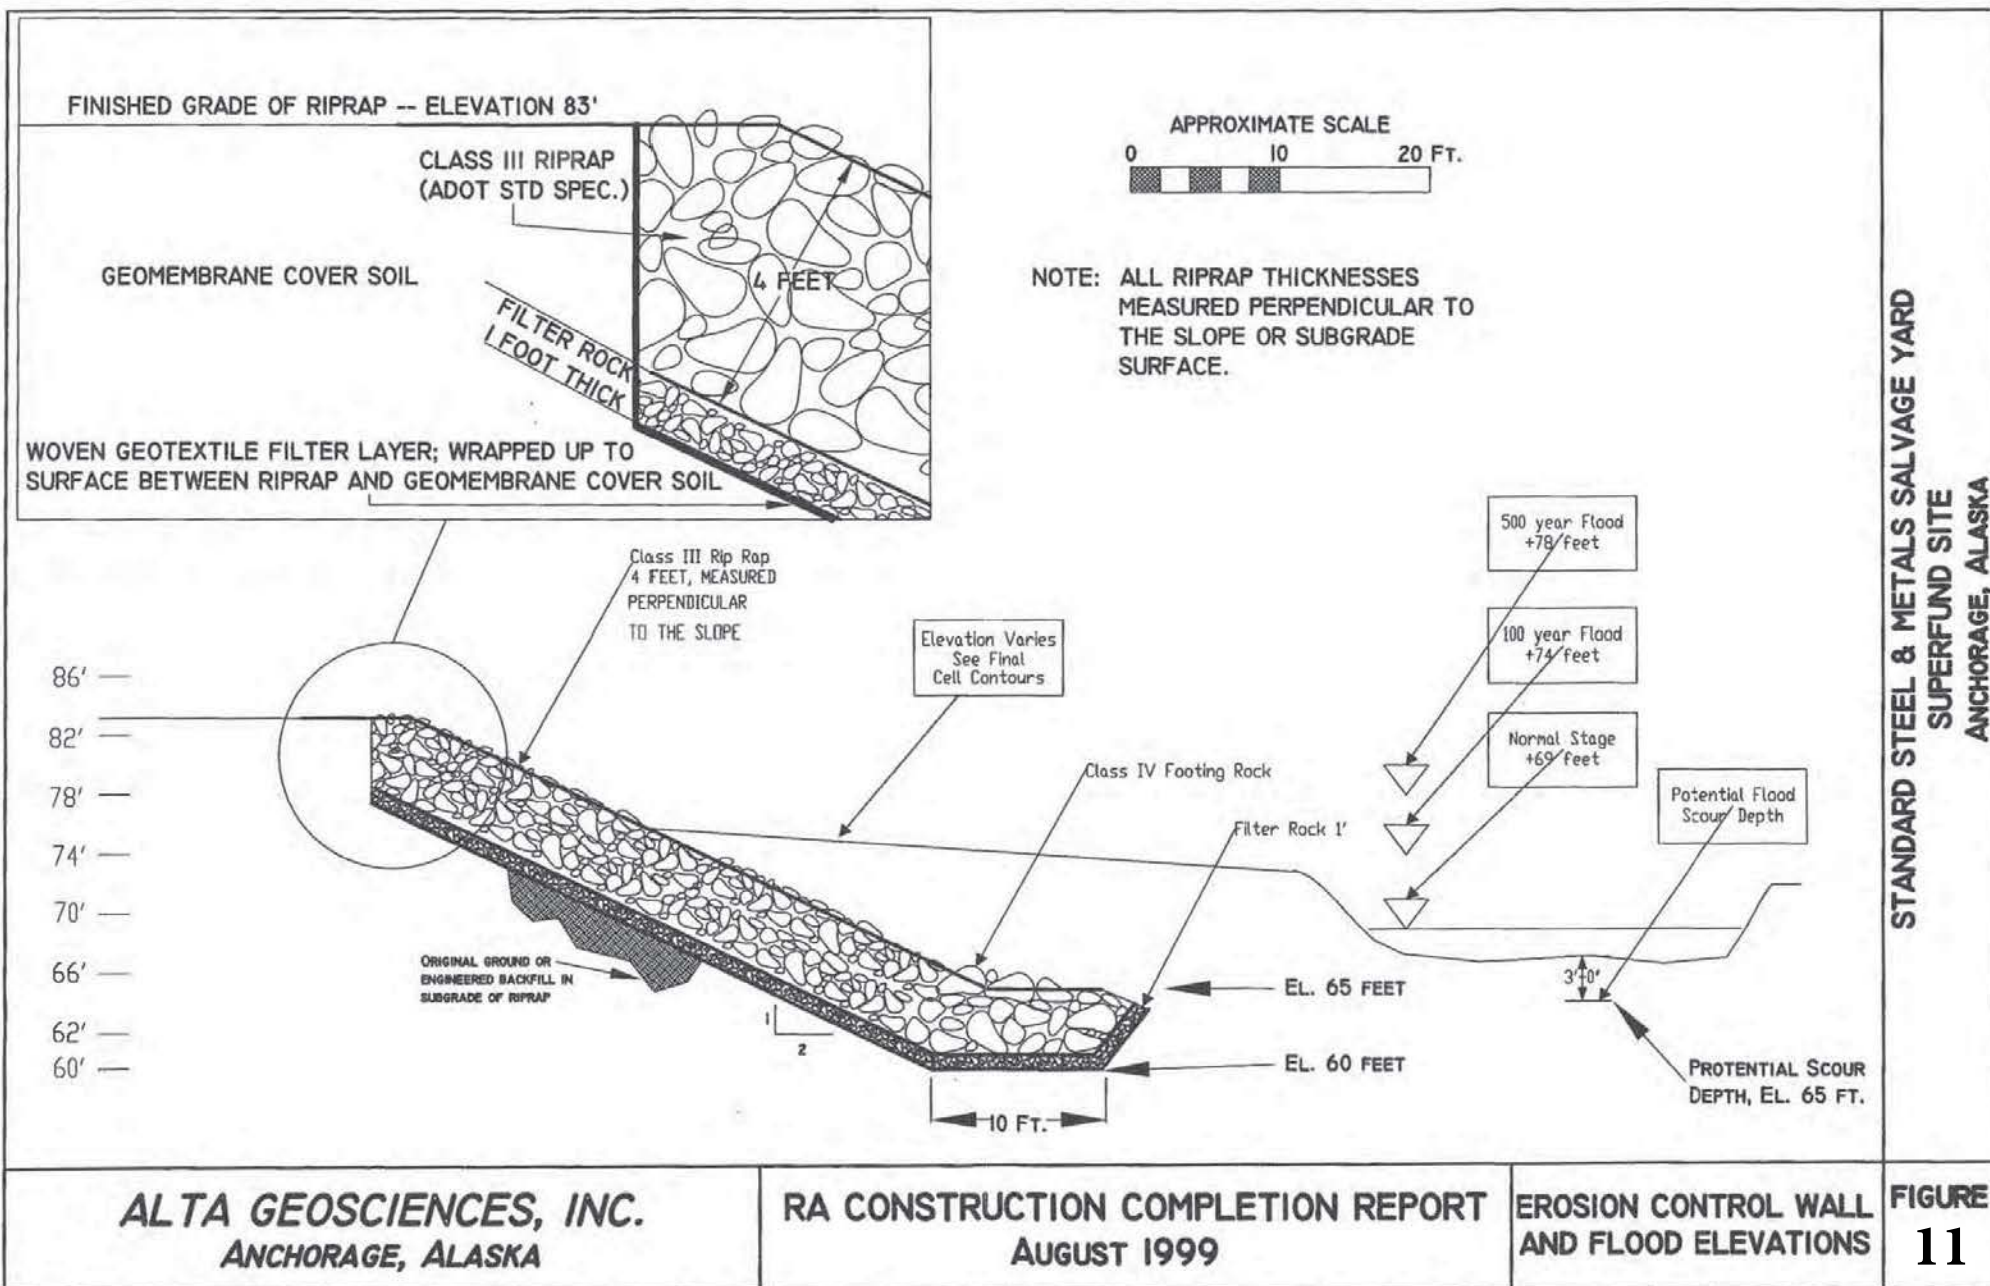 FINISHED GRADE OF RIPRAP -- ELEVATION 83'
CLASS III RIPRAP
(ADOT STD SPEC.)
GEOMEMBRANE COVER SOIL
4 FEET
FILTER ROCK
1 FOOT THICK
WOVEN GEOTEXTILE FILTER LAYER; WRAPPED UP TO
SURFACE BETWEEN RIPRAP AND GEOMEMBRANE COVER SOIL
APPROXIMATE SCALE
0 10 20 FT.
NOTE: ALL RIPRAP THICKNESSES
MEASURED PERPENDICULAR TO
THE SLOPE OR SUBGRADE
SURFACE.
Class III Rip Rap
4 FEET, MEASURED
PERPENDICULAR
TO THE SLOPE
Elevation Varies
See Final
Cell Contours
500 year Flood
+78 feet
100 year Flood
+74 feet
Normal Stage
+69 feet
Potential Flood
Scour Depth
Class IV Footing Rock
Filter Rock 1'
86'
82'
78'
74'
70'
66'
62'
60'
ORIGINAL GROUND OR
ENGINEERED BACKFILL IN
SUBGRADE OF RIPRAP
1
2
EL. 65 FEET
EL. 60 FEET
10 FT.
3'-0'
PROTENTIAL SCOUR
DEPTH, EL. 65 FT.
STANDARD STEEL & METALS SALVAGE YARD
SUPERFUND SITE
ANCHORAGE, ALASKA
ALTA GEOSCIENCES, INC.
ANCHORAGE, ALASKA
RA CONSTRUCTION COMPLETION REPORT
AUGUST 1999
EROSION CONTROL WALL
AND FLOOD ELEVATIONS
FIGURE
11